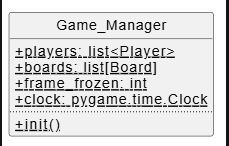 Game_Manager
+players: list<Player>
+boards: list[Board]
+frame_frozen: int
+clock: pygame.time.Clock
+init()